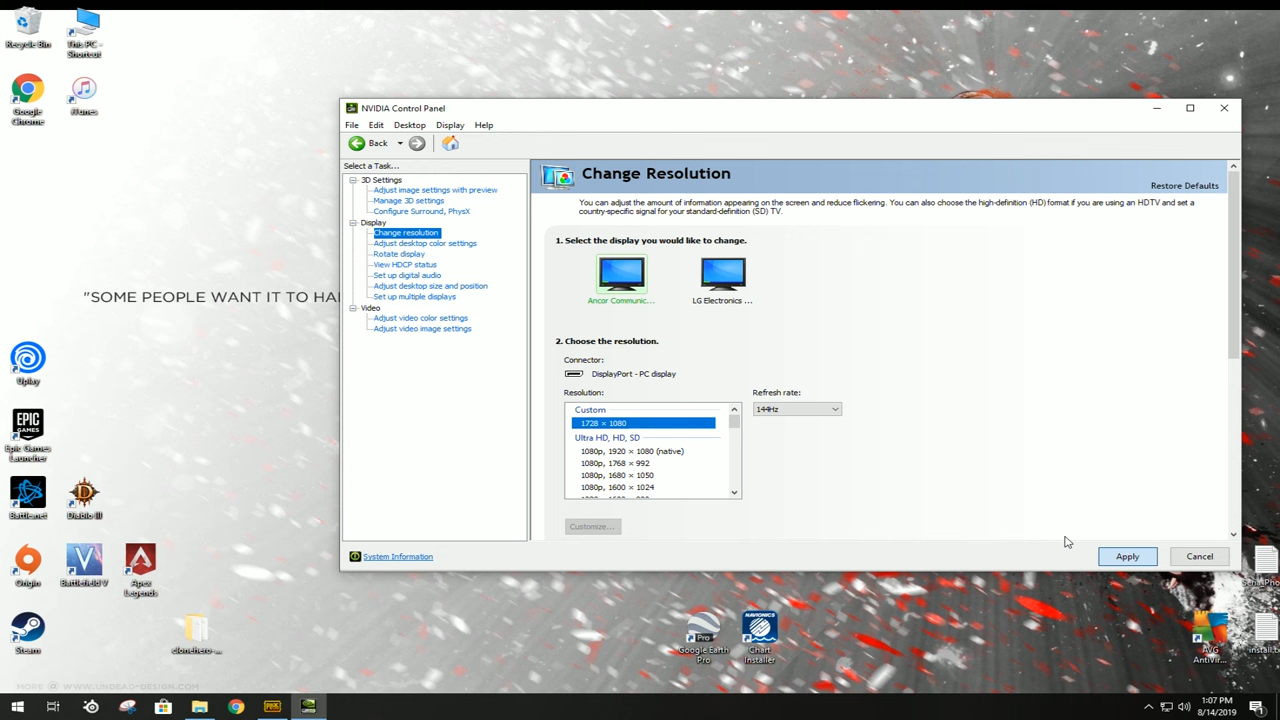 Recycle Bin
This PC -
Shortcut
Google
Chrome
iTunes
"SOME PEOPLE WANT IT TO HA
Uplay
EPIC
GAMES
Epic Games
Launcher
Battle.net
Diablo III
Origin
Battlefield V
Apex
Legends
Steam
clonehero-...
MORE @ WWW.UNDEAD-DESIGN.COM
NVIDIA Control Panel
File Edit Desktop Display Help
Back
Select a Task...
3D Settings
Adjust image settings with preview
Manage 3D settings
Configure Surround, PhysX
Display
Change resolution
Adjust desktop color settings
Rotate display
View HDCP status
Set up digital audio
Adjust desktop size and position
Set up multiple displays
Video
Adjust video color settings
Adjust video image settings
System Information
Change Resolution
Restore Defaults
You can adjust the amount of information appearing on the screen and reduce flickering. You can also choose the high-definition (HD) format if you are using an HDTV and set a
country-specific signal for your standard-definition (SD) TV.
1. Select the display you would like to change.
Ancor Communic...
LG Electronics ...
2. Choose the resolution.
Connector:
DisplayPort - PC display
Resolution:
Refresh rate:
Custom
144Hz
1728 × 1080
Ultra HD, HD, SD
1080p, 1920 × 1080 (native)
1080p, 1768 × 992
1080p, 1680 × 1050
1080p, 1600 × 1024
Customize...
Apply
Cancel
Pro
Google Earth
Pro
NAVIONICS
Chart
Installer
AVG
AntiVir...
1:07 PM
8/14/2019
1